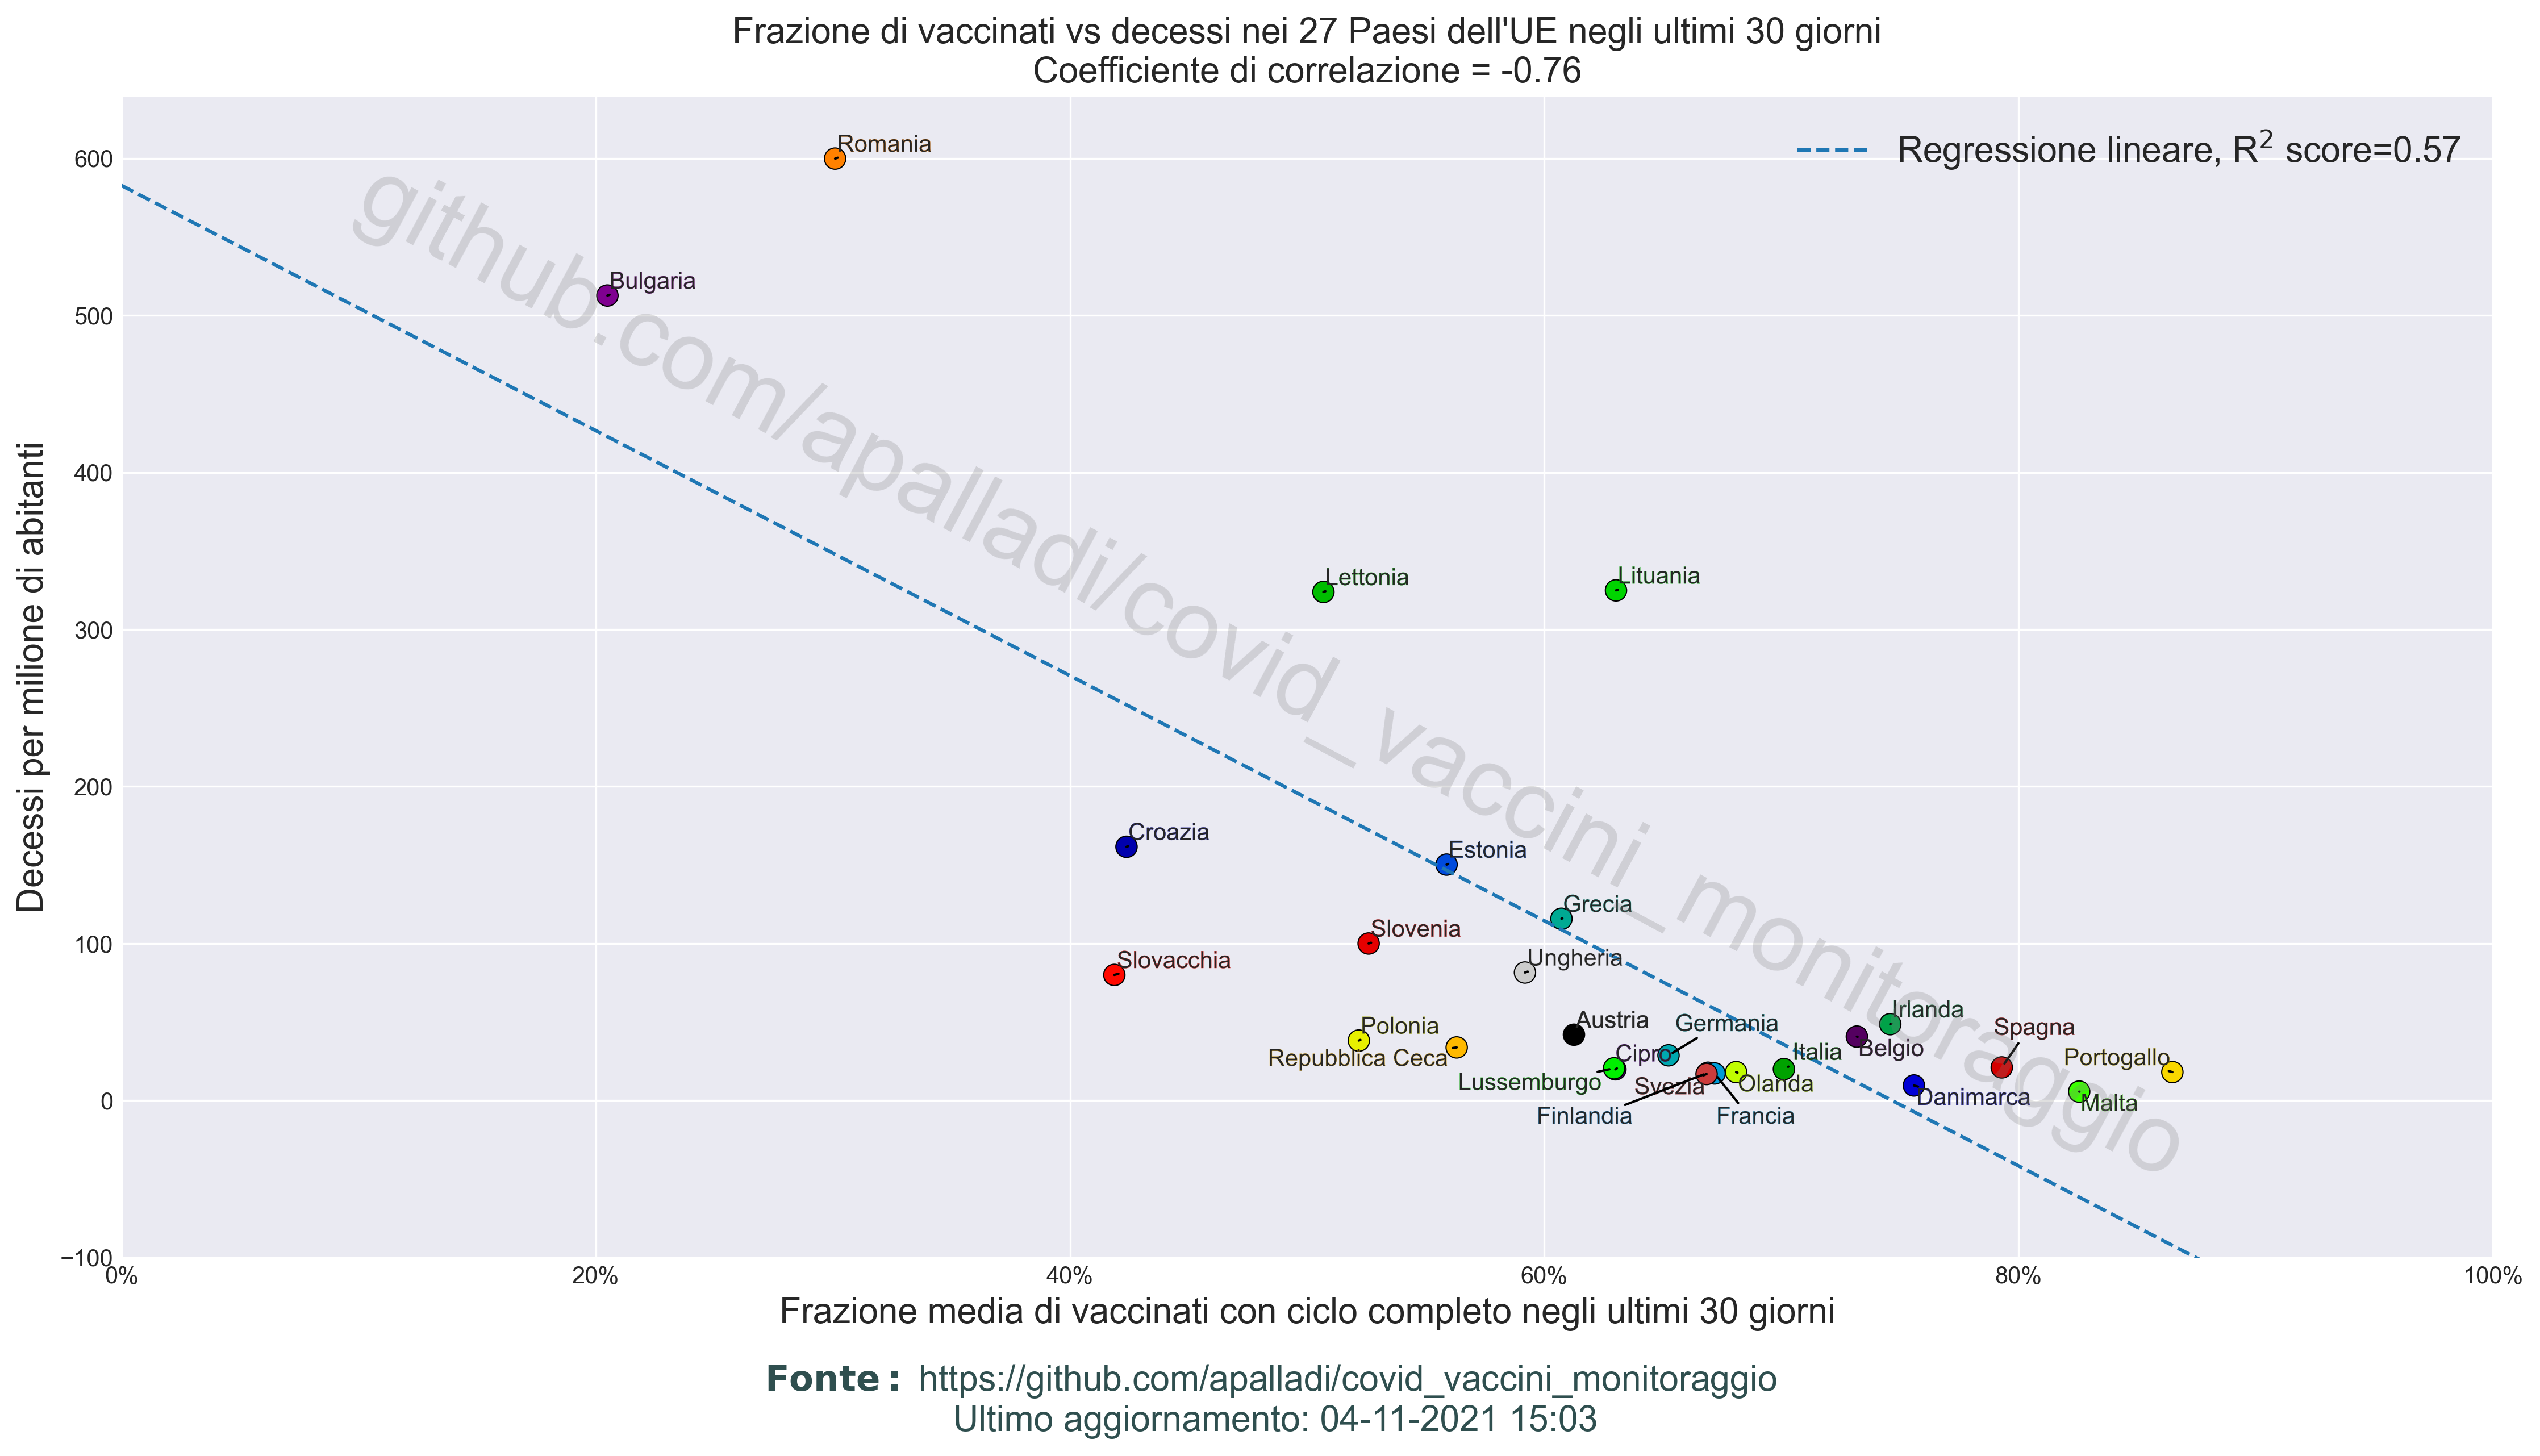 Frazione di vaccinati vs decessi nei 27 Paesi dell'UE negli ultimi 30 giorni
Coefficiente di correlazione = -0.76
Regressione lineare, R² score=0.57
Decessi per milione di abitanti
600
500
400
300
200
100
0
−100
Romania
Bulgaria
Lettonia
Lituania
Croazia
Estonia
Grecia
Slovenia
Ungheria
Slovacchia
Irlanda
Austria
Germania
Spagna
Polonia
Repubblica Ceca
Cipro
Italia
Belgio
Portogallo
Lussemburgo
Svezia
Olanda
Danimarca
Malta
Finlandia
Francia
github.com/apalladi/covid_vaccini_monitoraggio
0%
20%
40%
60%
80%
100%
Frazione media di vaccinati con ciclo completo negli ultimi 30 giorni
Fonte: https://github.com/apalladi/covid_vaccini_monitoraggio
Ultimo aggiornamento: 04-11-2021 15:03